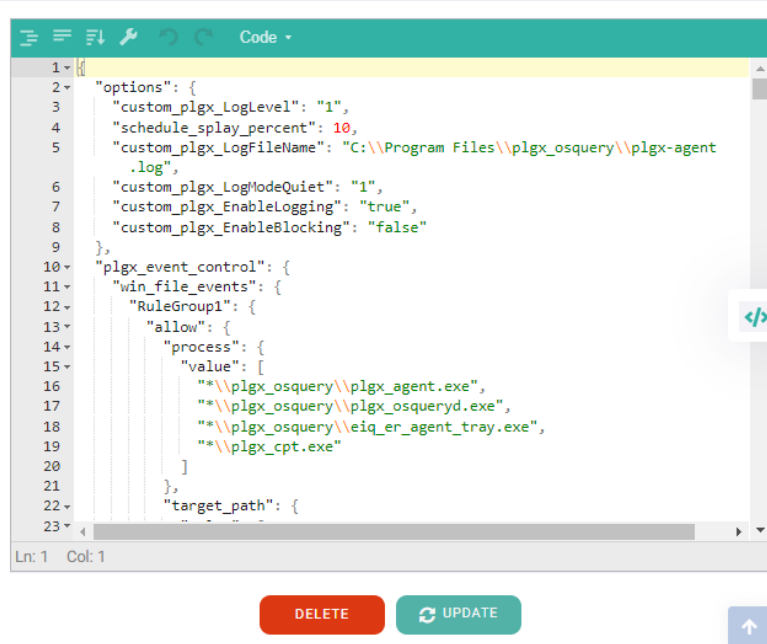 Code
1 {
2 "options": {
3 "custom_plgx_LogLevel": "1",
4 "schedule_splay_percent": 10,
5 "custom_plgx_LogFileName": "C:\\Program Files\\plgx_osquery\\plgx-agent
.log",
6 "custom_plgx_LogModeQuiet": "1",
7 "custom_plgx_EnableLogging": "true",
8 "custom_plgx_EnableBlocking": "false"
9 },
10 "plgx_event_control": {
11 "win_file_events": {
12 "RuleGroup1": {
13 "allow": {
14 "process": {
15 "value": [
16 "*\\plgx_osquery\\plgx_agent.exe",
17 "*\\plgx_osquery\\plgx_osqueryd.exe",
18 "*\\plgx_osquery\\eiq_er_agent_tray.exe",
19 "*\\plgx_cpt.exe"
20 ]
21 },
22 "target_path": {
23
Ln: 1 Col: 1
DELETE UPDATE